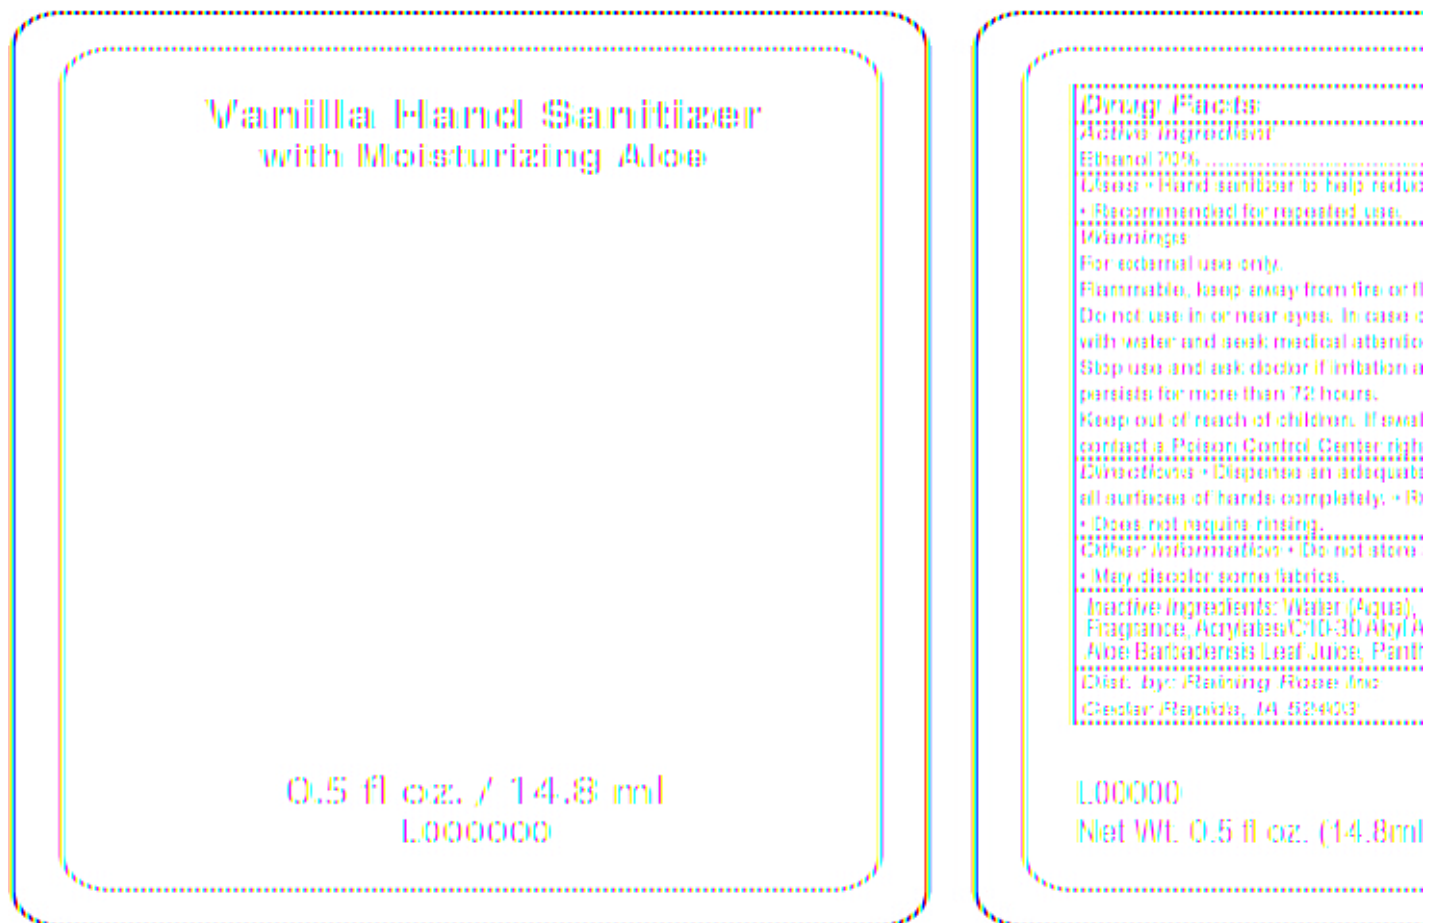 Vanilla Hand Sanitizer
with Moisturizing Aloe
0.5 fl oz. / 14.8 ml
L000000
Drug Facts
Active Ingredient
Ethanol 70%
Uses • Hand sanitizer to help reduc
• Recommended for repeated use.
Warnings
For external use only.
Flammable, keep away from fire or fl
Do not use in or near eyes. In case o
with water and seek medical attentio
Stop use and ask doctor if irritation a
persists for more than 72 hours.
Keep out of reach of children. If swal
contact a Poison Control Center righ
Directions • Dispense an adequate
all surfaces of hands completely. • R
• Does not require rinsing.
Other Information • Do not store
• May discolor some fabrics.
Inactive Ingredients: Water (Aqua),
Fragrance, Acrylates/C10-30 Alkyl A
Aloe Barbadensis Leaf Juice, Panth
Dist. by: Raining Rose Inc
Cedar Rapids, IA 52403
L00000
Net Wt. 0.5 fl oz. (14.8ml